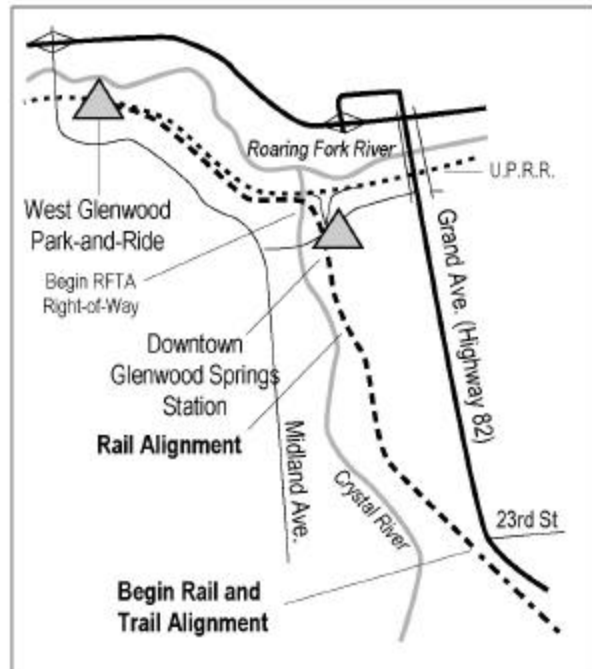 Roaring Fork River
U.P.R.R.
West Glenwood
Park-and-Ride
Begin RFTA
Right-of-Way
Grand Ave. (Highway 82)
Downtown
Glenwood Springs
Station
Rail Alignment
Midland Ave.
Crystal River
23rd St
Begin Rail and
Trail Alignment